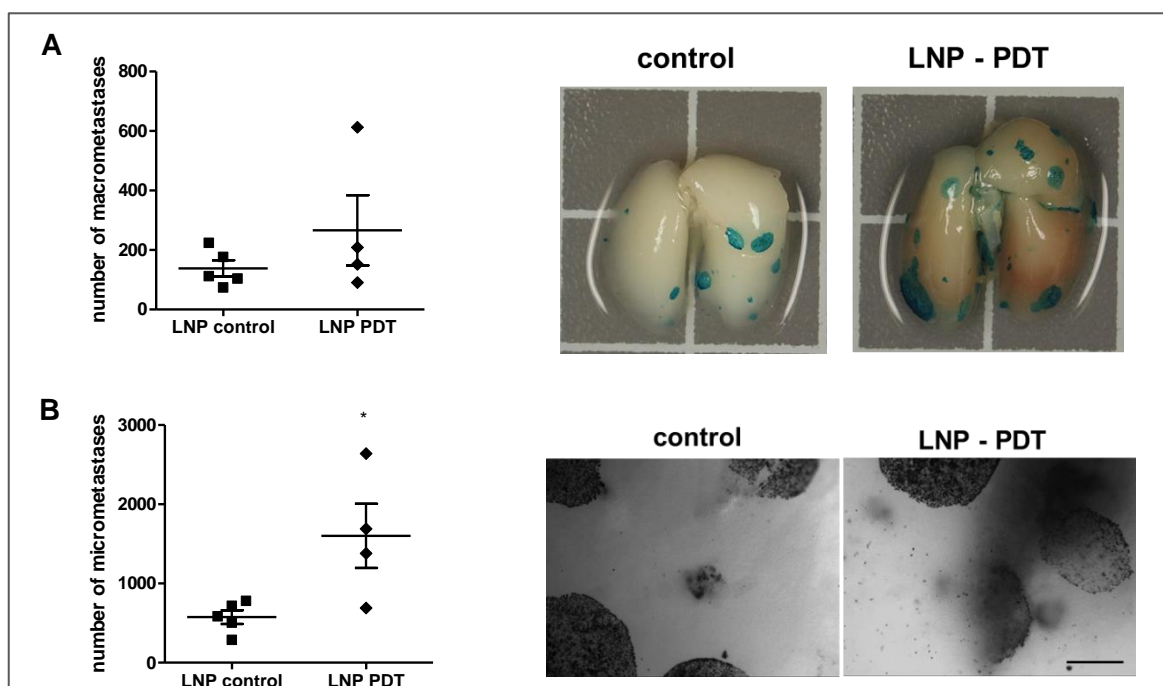 A
number of macrometastases
800
600
400
200
0
LNP control
LNP PDT
control
LNP - PDT
B
number of micrometastases
3000
2000
1000
0
*
LNP control
LNP PDT
control
LNP - PDT